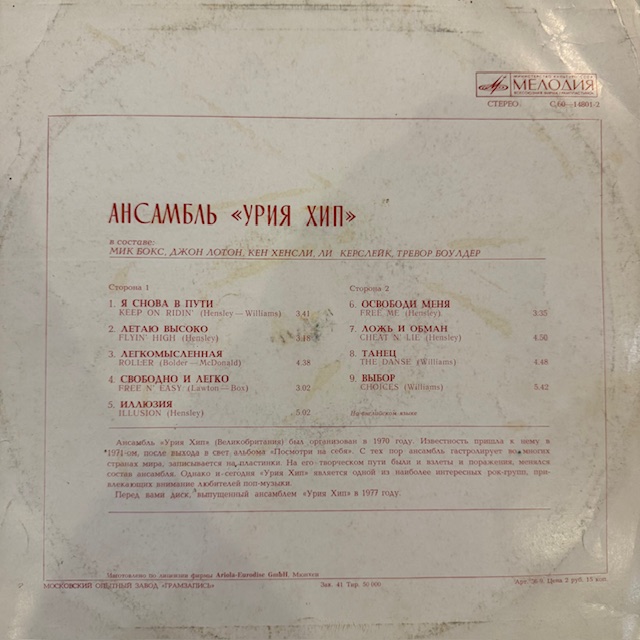 МИНИСТЕРСТВО КУЛЬТУРЫ СССР
МЕЛОДИЯ
СТЕРЕО С60—14801-2
АНСАМБЛЬ «УРИЯ ХИП»
в составе:
МИК БОКС, ДЖОН ЛОТОН, КЕН ХЕНСЛИ, ЛИ КЕРСЛЕЙК, ТРЕВОР БОУЛДЕР
Сторона 1
1. Я СНОВА В ПУТИ
KEEP ON RIDIN' (Hensley—Williams) 3.41
2. ЛЕТАЮ ВЫСОКО
FLYIN' HIGH (Hensley) 3.18
3. ЛЕГКОМЫСЛЕННАЯ
ROLLER (Bolder—McDonald) 4.38
4. СВОБОДНО И ЛЕГКО
FREE N' EASY (Lawton—Box) 3.02
5. ИЛЛЮЗИЯ
ILLUSION (Hensley) 5.02
Сторона 2
6. ОСВОБОДИ МЕНЯ
FREE ME (Hensley) 3.35
7. ЛОЖЬ И ОБМАН
CHEAT N' LIE (Hensley) 4.50
8. ТАНЕЦ
THE DANSE (Williams) 4.48
9. ВЫБОР
CHOICES (Williams) 5.42
На английском языке
Ансамбль «Урия Хип» (Великобритания) был организован в 1970 году. Известность пришла к нему в
1971-ом, после выхода в свет альбома «Посмотри на себя». С тех пор ансамбль гастролирует во многих
странах мира, записывается на пластинки. На его творческом пути были и взлеты и поражения, менялся
состав ансамбля. Однако и сегодня «Урия Хип» является одной из наиболее интересных рок-групп, при-
влекающих внимание любителей поп-музыки.
Перед вами диск, выпущенный ансамблем «Урия Хип» в 1977 году.
Изготовлено по лицензии фирмы Ariola-Eurodisc GmbH,
МОСКОВСКИЙ ОПЫТНЫЙ ЗАВОД «ГРАМЗАПИСЬ» Зак. 41 Тир. 50 000 Цена 2 руб. 15 коп.